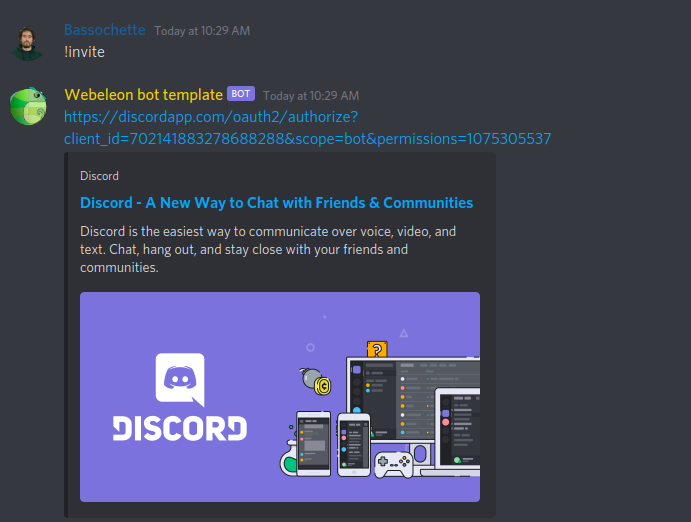 Bassochette Today at 10:29 AM
!invite
Webeleon bot template BOT Today at 10:29 AM
https://discordapp.com/oauth2/authorize?
client_id=702141883278688288&scope=bot&permissions=1075305537
Discord
Discord - A New Way to Chat with Friends & Communities
Discord is the easiest way to communicate over voice, video, and
text. Chat, hang out, and stay close with your friends and
communities.
?
DISCORD